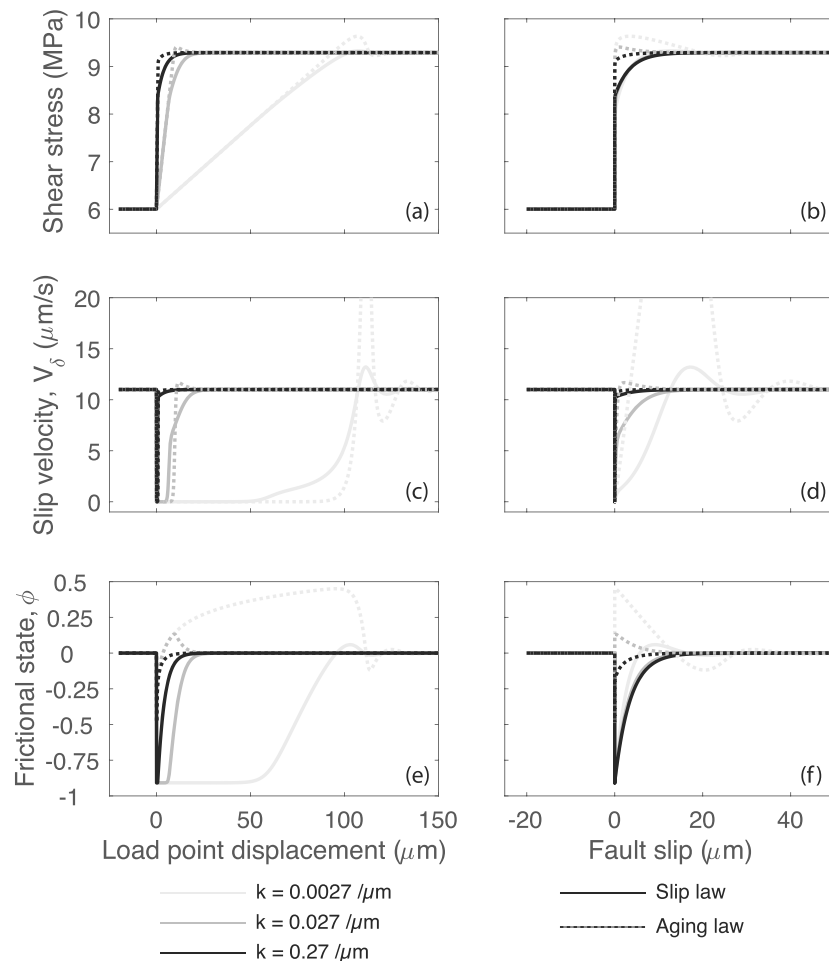 10
9
8
7
6
Shear stress (MPa)
(a)
(b)
20
15
10
5
0
Slip velocity, V δ (μm/s)
(c)
(d)
0.5
0.25
0
-0.25
-0.5
-0.75
-1
Frictional state, ϕ
(e)
(f)
0 50 100 150
-20 0 20 40
Load point displacement (μm)
Fault slip (μm)
k = 0.0027 /μm
k = 0.027 /μm
k = 0.27 /μm
Slip law
Aging law